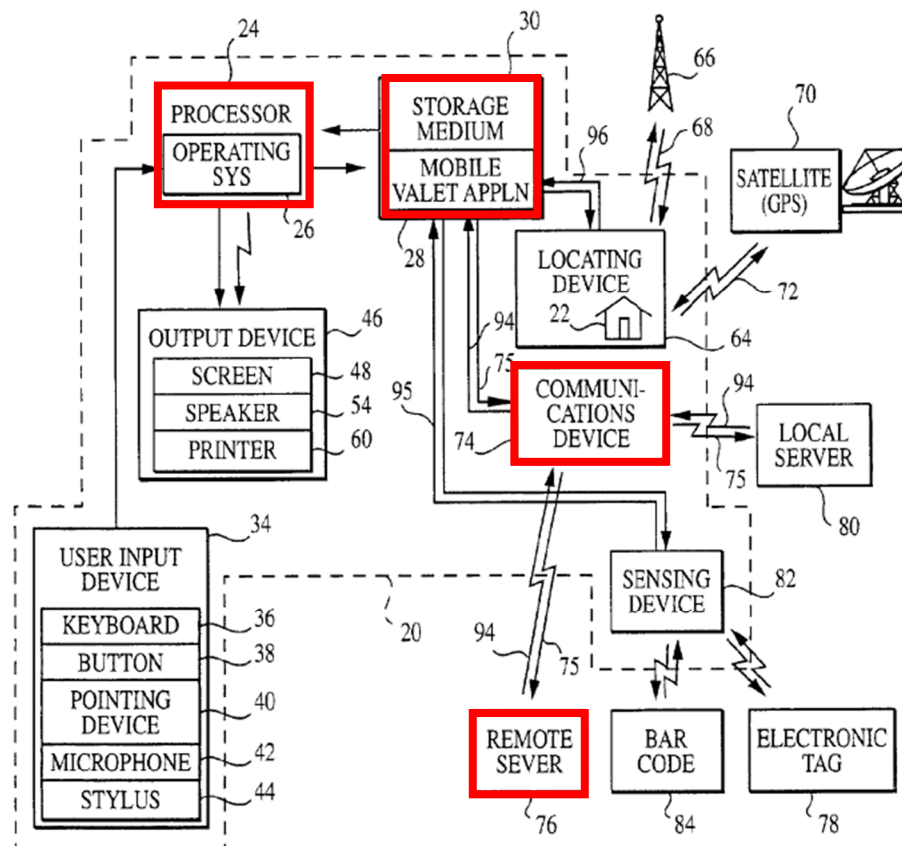 24
30
66
PROCESSOR
OPERATING
SYS
26
STORAGE
MEDIUM
MOBILE
VALET APPLN
28
96
68
70
SATELLITE
(GPS)
72
LOCATING
DEVICE
22
64
OUTPUT DEVICE
46
SCREEN
48
SPEAKER
54
PRINTER
60
95
94
75
COMMUNI-
CATIONS
DEVICE
74
94
75
LOCAL
SERVER
80
34
USER INPUT
DEVICE
KEYBOARD
36
BUTTON
38
POINTING
DEVICE
40
MICROPHONE
42
STYLUS
44
20
SENSING
DEVICE
82
94
75
REMOTE
SEVER
76
BAR
CODE
84
ELECTRONIC
TAG
78